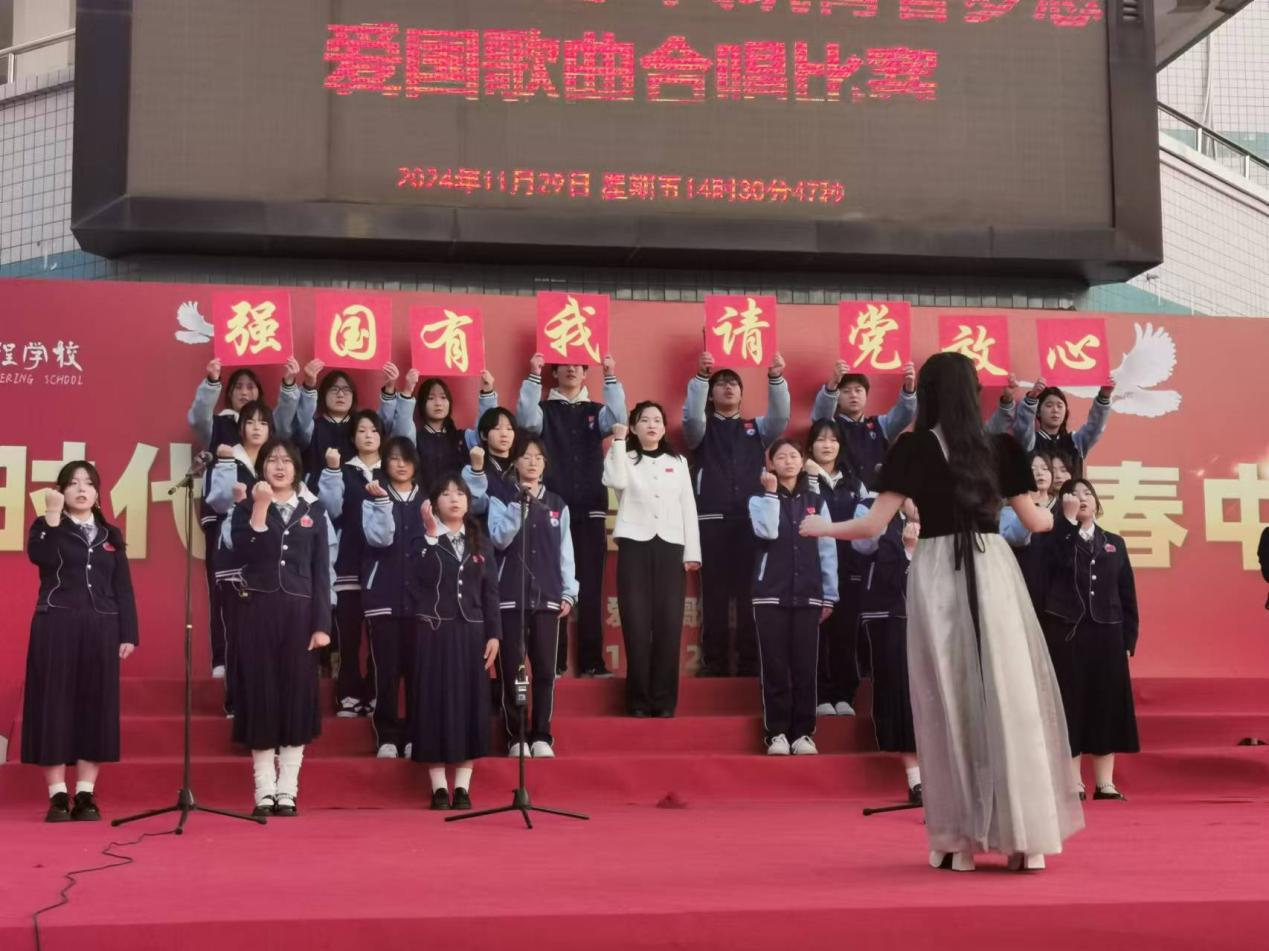 爱国歌曲合唱比赛
2024年11月29日 星期五14时30分47秒
强国有我请党放心
程学校
ERING SCHOOL
时代
春中